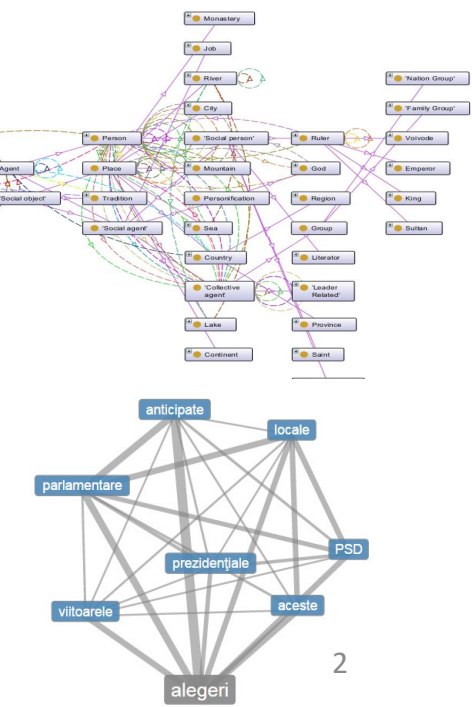 Monastery
Job
River
'Nation Group'
City
'Family Group'
Person
'Social person'
Ruler
Voivode
Agent
Place
Mountain
God
Emperor
'Social object'
Tradition
Personification
Region
King
'Social agent'
Sea
Group
Sultan
Country
Literator
'Collective
agent'
'Leader
Related'
Lake
Province
Continent
Saint
anticipate
locale
parlamentare
PSD
prezidenţiale
viitoarele
aceste
2
alegeri